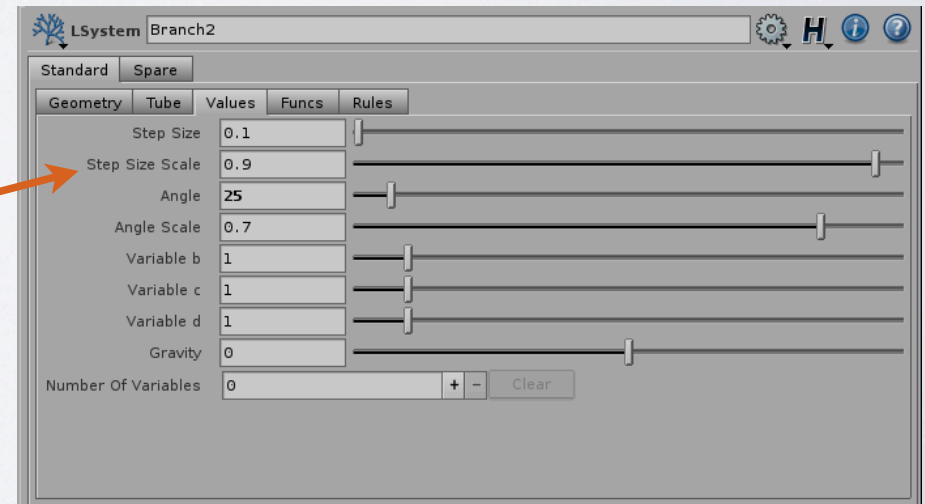 LSystem Branch2 H i ?
Standard Spare
Geometry Tube Values Funcs Rules
Step Size 0.1
Step Size Scale 0.9
Angle 25
Angle Scale 0.7
Variable b 1
Variable c 1
Variable d 1
Gravity 0
Number Of Variables 0 + - Clear